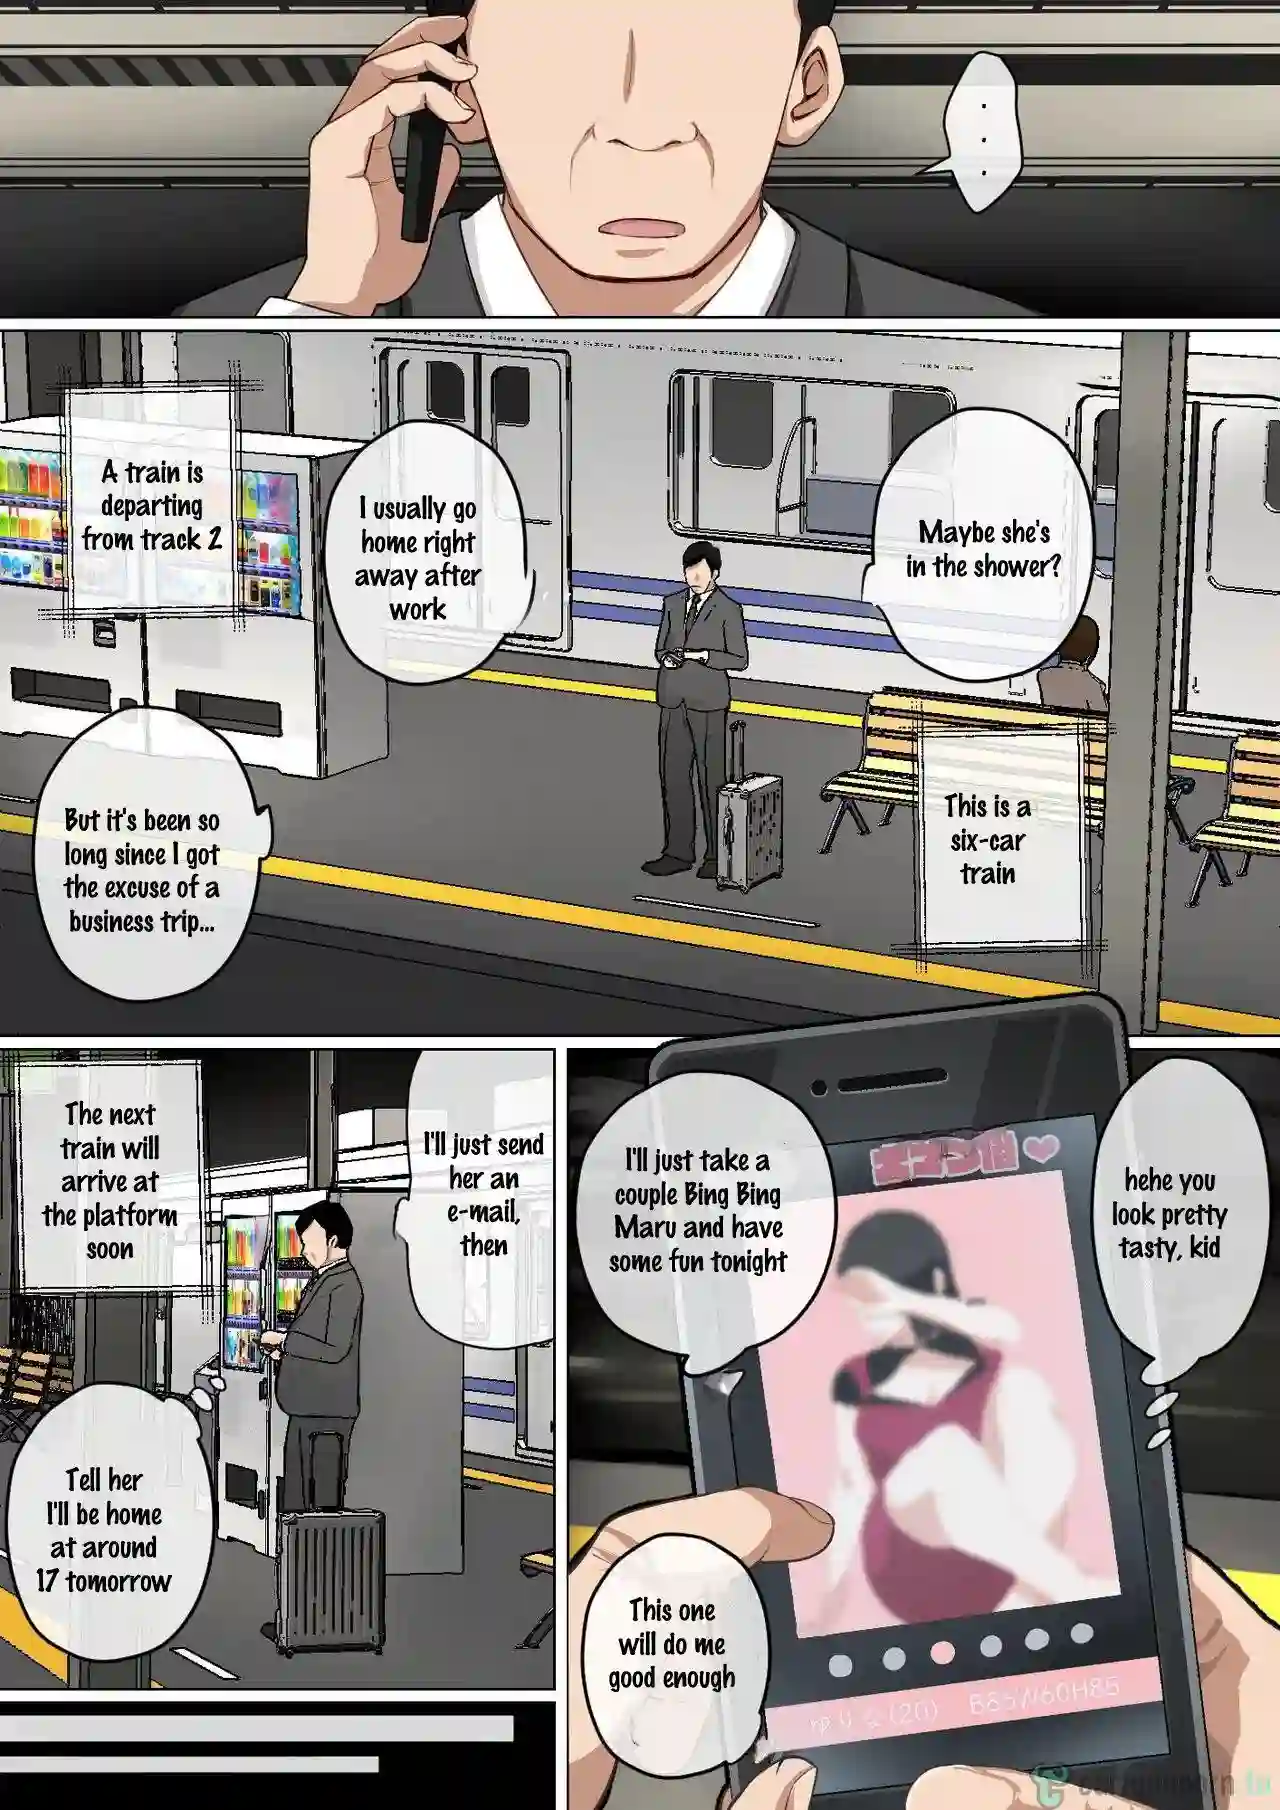 . . .
A train is
departing
from track 2
I usually go
home right
away after
work
Maybe she's
in the shower?
But it's been so
long since I got
the excuse of a
business trip...
This is a
six-car
train
The next
train will
arrive at
the platform
soon
I'll just send
her an
e-mail,
then
Tell her
I'll be home
at around
17 tomorrow
I'll just take a
couple Bing Bing
Maru and have
some fun tonight
hehe you
look pretty
tasty, kid
This one
will do me
good enough
(20) B85W60H85